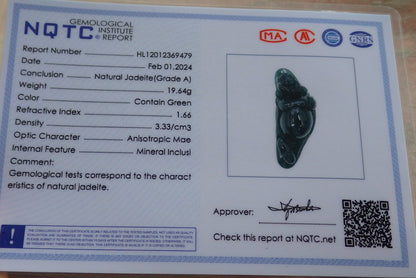 NQTC GEMOLOGICAL
INSTITUTE
REPORT
MA
GSRS
Report Number HL12012369479
Date Feb 01,2024
Conclusion Natural Jadeite(Grade A)
Weight 19.64g
Color Contain Green
Refractive Index 1.66
Density 3.33/cm3
Optic Character Anisotropic Mae
Internal Feature Mineral Inclusi
Comment:
Gemological tests correspond to the charact
eristics of natural jadeite.
Approver:
Check this report at NQTC.net